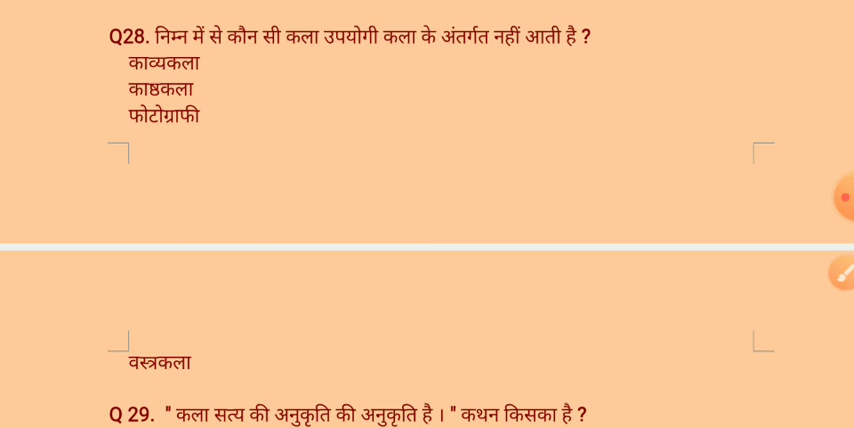 Q28. निम्न में से कौन सी कला उपयोगी कला के अंतर्गत नहीं आती है ?
काव्यकला
काष्ठकला
फोटोग्राफी
वस्त्रकला
Q 29. " कला सत्य की अनुकृति की अनुकृति है । " कथन किसका है ?